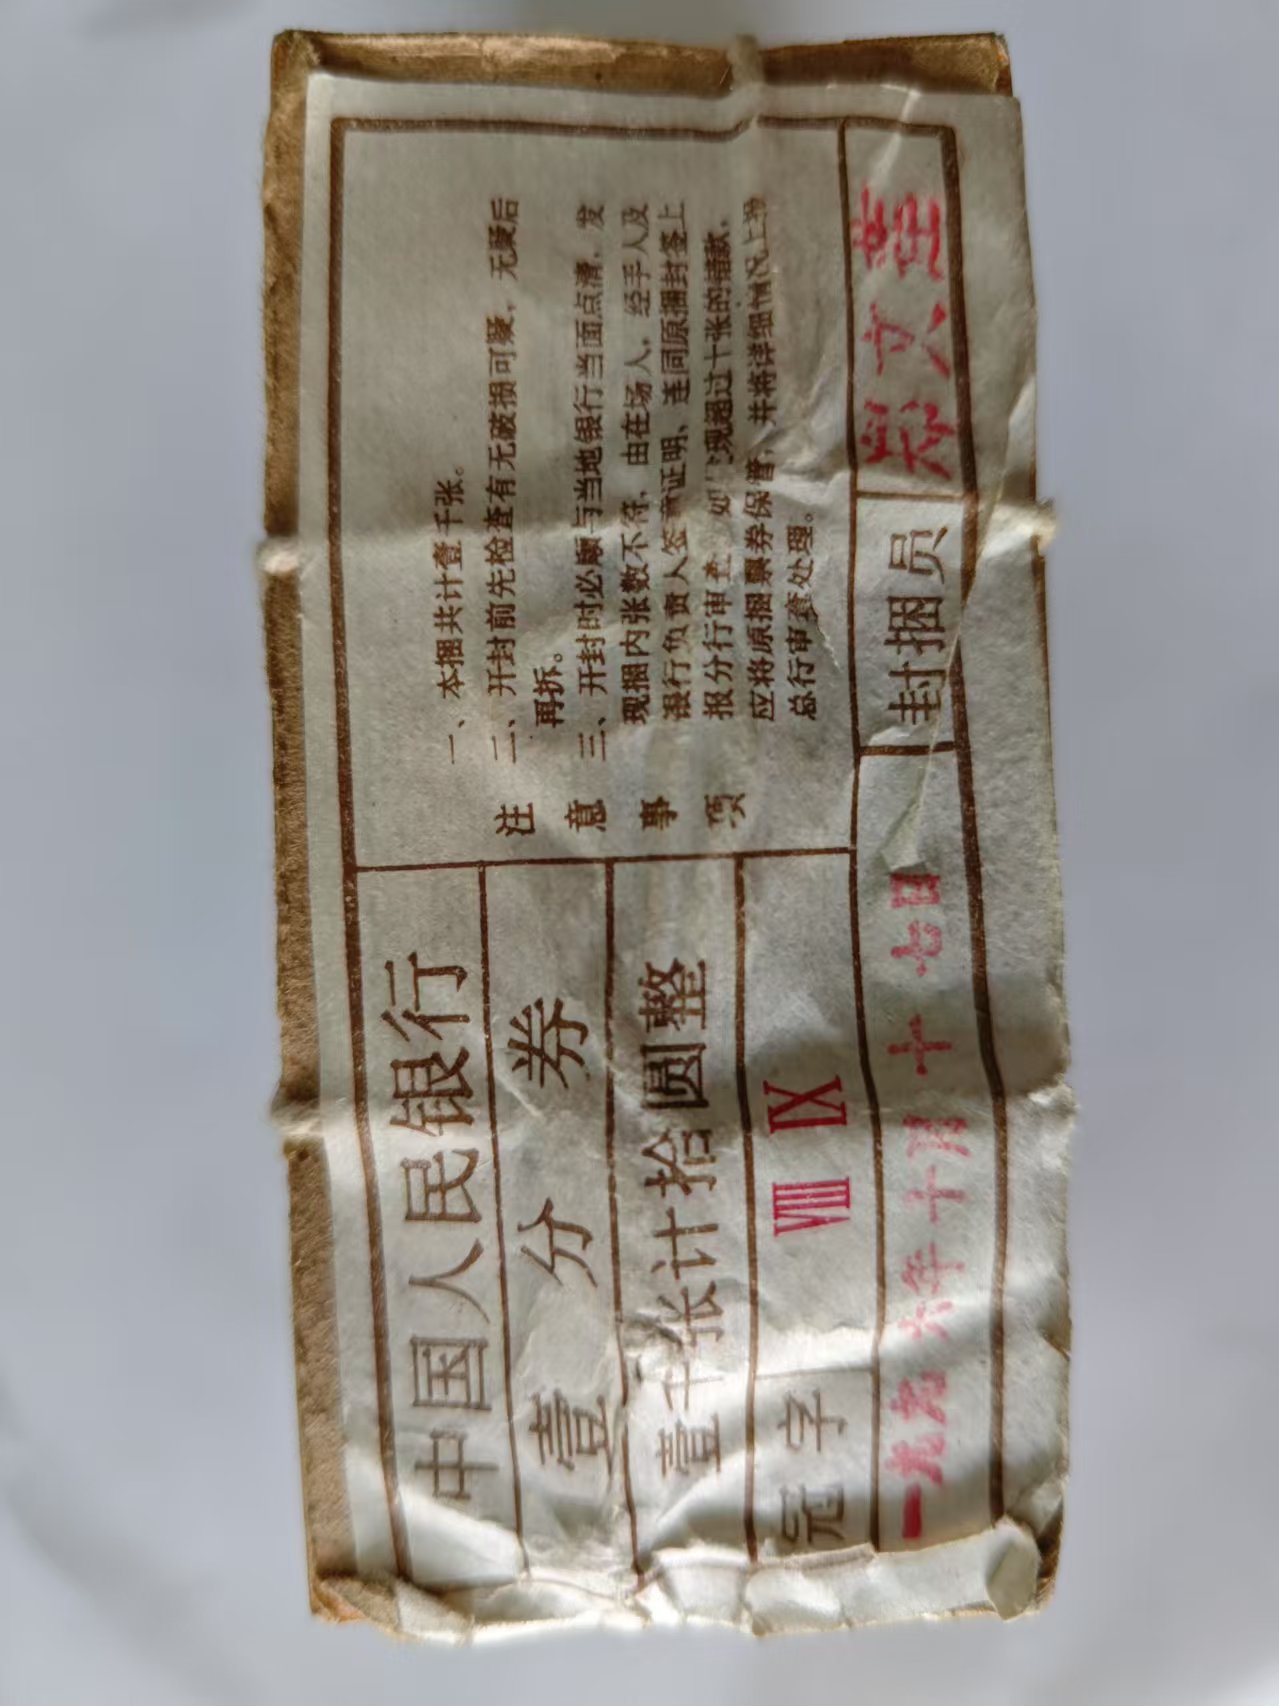 中国人民银行
壹分券
壹千张计拾圆整
冠字 Ⅷ Ⅸ
注意事项
一、本捆共计壹千张。
二、开封前先检查有无破损可疑，无疑后
再拆。
三、开封时必须与当地银行当面点清，发
现捆内张数不符，由在场人，经手人及
银行负责人签章证明、连同原捆封签上
报分行审查 如 现超过十张的错款，
应将原捆票券保管，并将详细情况上报
总行审查处理。
一九九六年十月十七日
封捆员 郑文